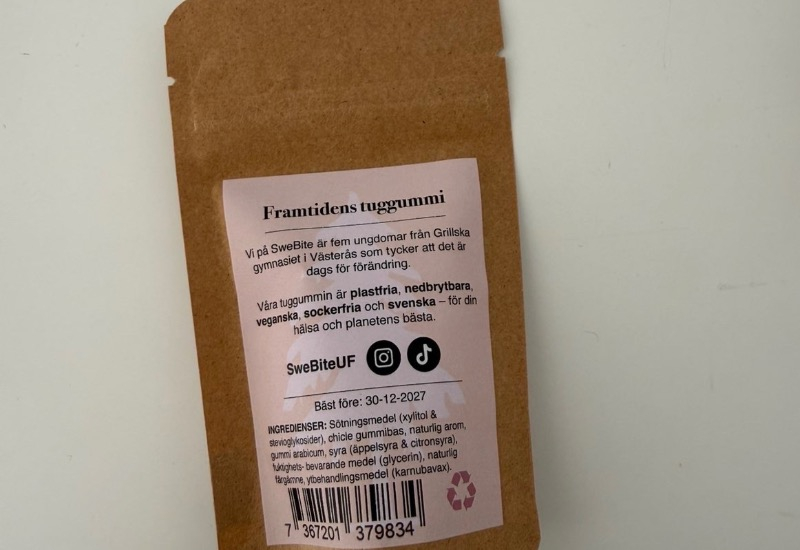 Framtidens tuggummi
Vi på SweBite är fem ungdomar från Grillska
gymnasiet i Västerås som tycker att det är
dags för förändring.
Våra tuggummin är plastfria, nedbrytbara,
veganska, sockerfria och svenska – för din
hälsa och planetens bästa.
SweBiteUF
Bäst före: 30-12-2027
INGREDIENSER: Sötningsmedel (xylitol &
stevioglykosider), chicle gummibas, naturlig arom,
gummi arabicum, syra (äppelsyra & citronsyra),
fuktighets- bevarande medel (glycerin), naturlig
färgämne, ytbehandlingsmedel (karnubavax).
7 367201 379834